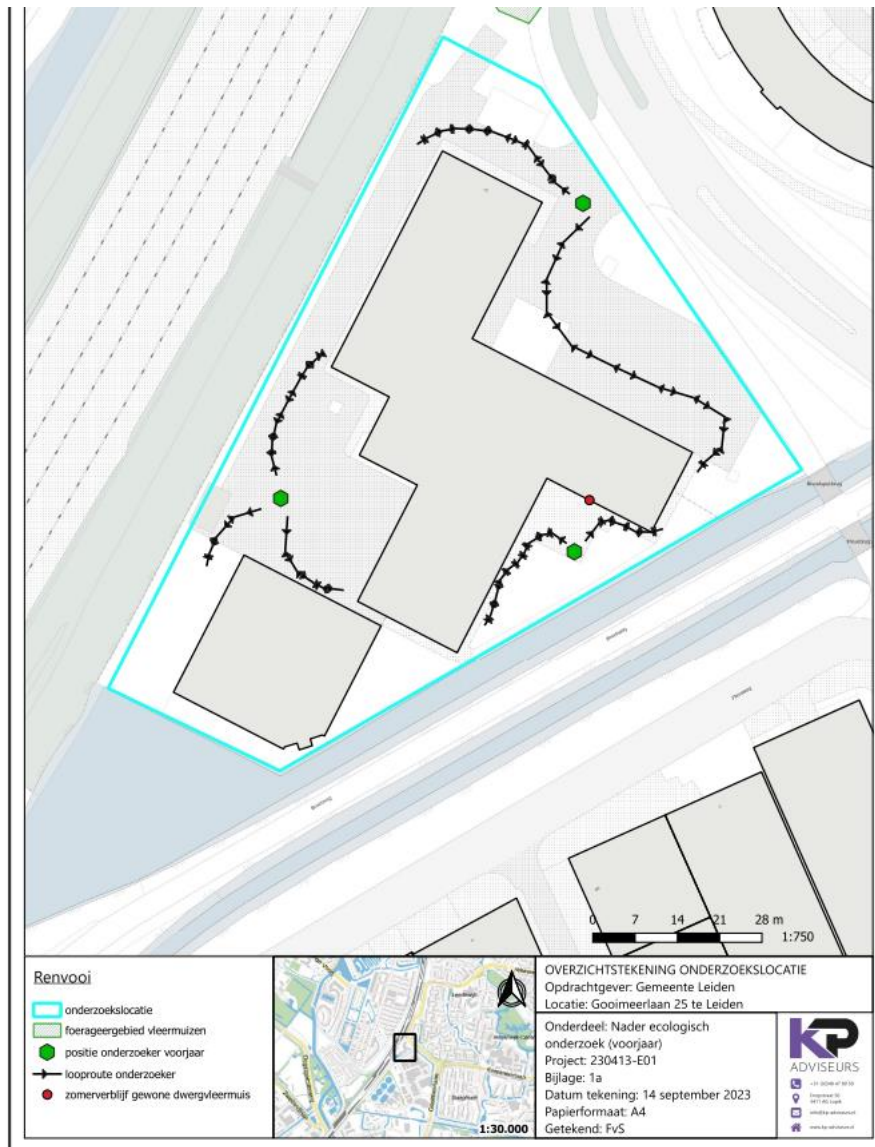 0 7 14 21 28 m
1:750
Renvooi
onderzoekslocatie
foerageergebied vleermuizen
positie onderzoeker voorjaar
looproute onderzoeker
zomerverblijf gewone dwergvleermuis
1:30.000
OVERZICHTSTEKENING ONDERZOEKSLOCATIE
Opdrachtgever: Gemeente Leiden
Locatie: Gooimeerlaan 25 te Leiden
Onderdeel: Nader ecologisch
onderzoek (voorjaar)
Project: 230413-E01
Bijlage: 1a
Datum tekening: 14 september 2023
Papierformaat: A4
Getekend: FvS
KP
ADVISEURS